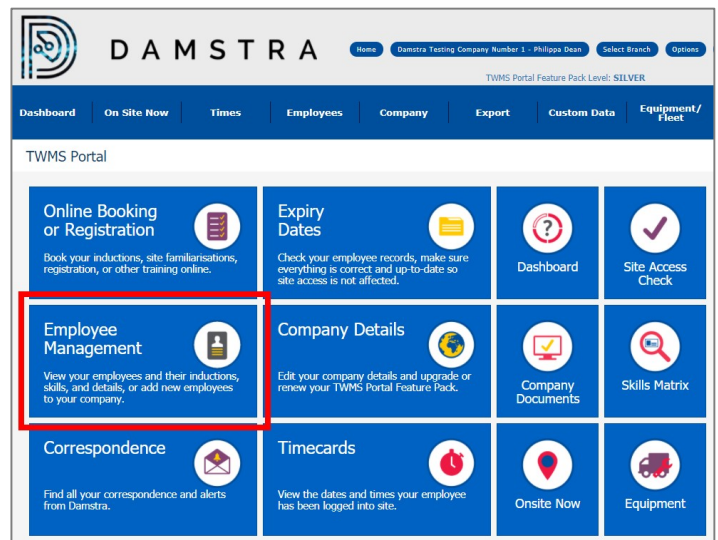 DAMSTRA
Home Damstra Testing Company Number 1 - Philippa Dean Select Branch Options
TWMS Portal Feature Pack Level: SILVER
Dashboard On Site Now Times Employees Company Export Custom Data Equipment/
Fleet
TWMS Portal
Online Booking
or Registration
Book your inductions, site familiarisations,
registration, or other training online.
Expiry
Dates
Check your employee records, make sure
everything is correct and up-to-date so
site access is not affected.
Dashboard
Site Access
Check
Employee
Management
View your employees and their inductions,
skills, and details, or add new employees
to your company.
Company Details
Edit your company details and upgrade or
renew your TWMS Portal Feature Pack.
Company
Documents
Skills Matrix
Correspondence
Find all your correspondence and alerts
from Damstra.
Timecards
View the dates and times your employee
has been logged into site.
Onsite Now
Equipment